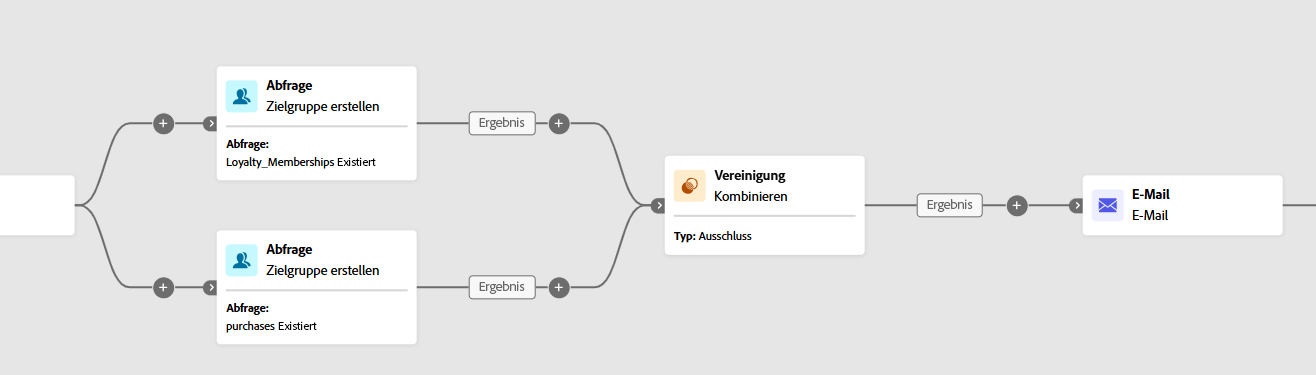 Abfrage
Zielgruppe erstellen
Abfrage:
Loyalty_Memberships Existiert
Ergebnis
Abfrage
Zielgruppe erstellen
Abfrage:
purchases Existiert
Ergebnis
Vereinigung
Kombinieren
Typ: Ausschluss
Ergebnis
E-Mail
E-Mail